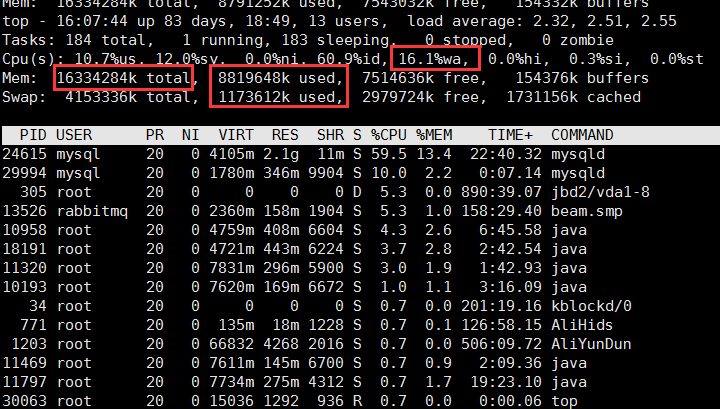 Mem: 16334284k total, 8791252k used, 7543032k free, 154332k buffers
top - 16:07:44 up 83 days, 18:49, 13 users, load average: 2.32, 2.51, 2.55
Tasks: 184 total, 1 running, 183 sleeping, 0 stopped, 0 zombie
Cpu(s): 10.7%us, 12.0%sy, 0.0%ni, 60.9%id, 16.1%wa, 0.0%hi, 0.3%si, 0.0%st
Mem: 16334284k total, 8819648k used, 7514636k free, 154376k buffers
Swap: 4153336k total, 1173612k used, 2979724k free, 1731156k cached
PID USER PR NI VIRT RES SHR S %CPU %MEM TIME+ COMMAND
24615 mysql 20 0 4105m 2.1g 11m S 59.5 13.4 22:40.32 mysqld
29994 mysql 20 0 1780m 346m 9904 S 10.0 2.2 0:07.14 mysqld
305 root 20 0 0 0 0 D 5.3 0.0 890:39.07 jbd2/vda1-8
13526 rabbitmq 20 0 2360m 158m 1904 S 5.3 1.0 158:29.40 beam.smp
10958 root 20 0 4759m 408m 6604 S 4.3 2.6 6:45.58 java
18191 root 20 0 4721m 443m 6224 S 3.7 2.8 2:42.54 java
11320 root 20 0 7831m 296m 5900 S 3.0 1.9 1:42.93 java
10193 root 20 0 7620m 169m 6672 S 1.0 1.1 3:16.09 java
34 root 20 0 0 0 0 S 0.7 0.0 201:19.16 kblockd/0
771 root 20 0 135m 18m 1228 S 0.7 0.1 126:58.15 AliHids
1203 root 20 0 66832 4268 2016 S 0.7 0.0 506:09.72 AliYunDun
11469 root 20 0 7611m 145m 6700 S 0.7 0.9 2:09.36 java
11797 root 20 0 7734m 275m 4312 S 0.7 1.7 19:23.10 java
30063 root 20 0 15036 1292 936 R 0.7 0.0 0:00.06 top